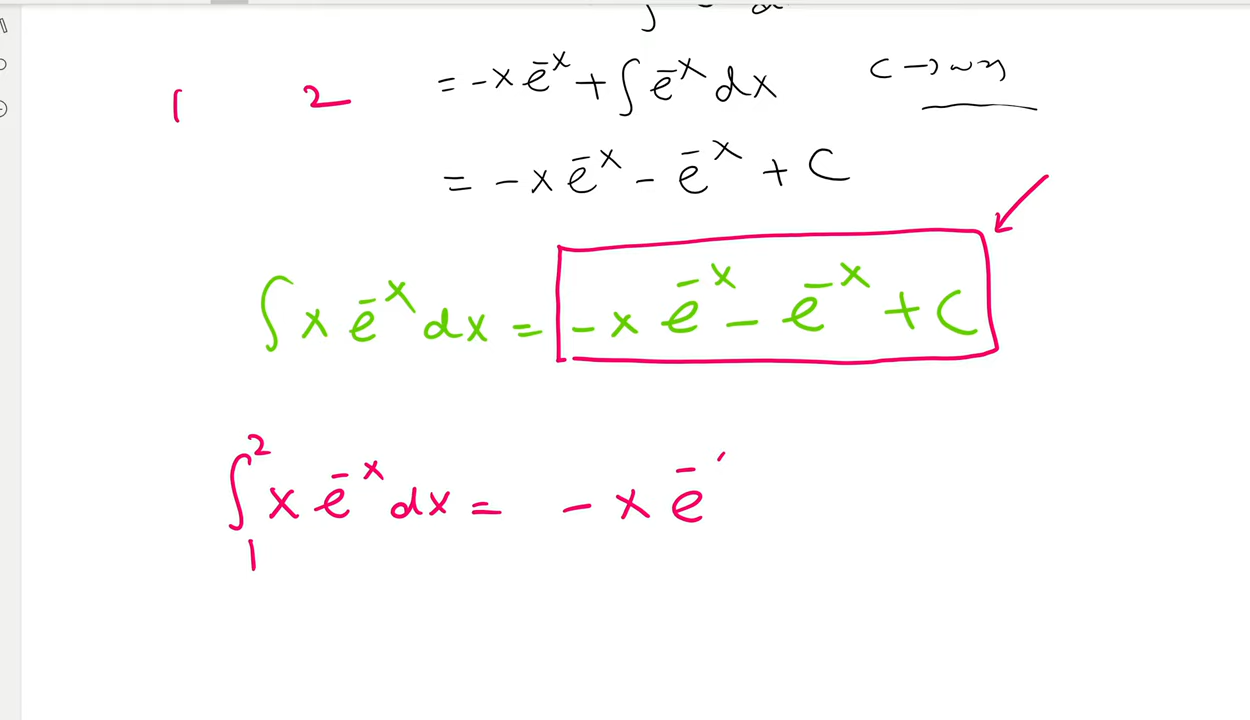 1 2 = -x e^{-x} + ∫ e^{-x} dx
= -x e^{-x} - e^{-x} + C
∫ x e^{-x} dx = -x e^{-x} - e^{-x} + C
∫_1^2 x e^{-x} dx = -x e^-